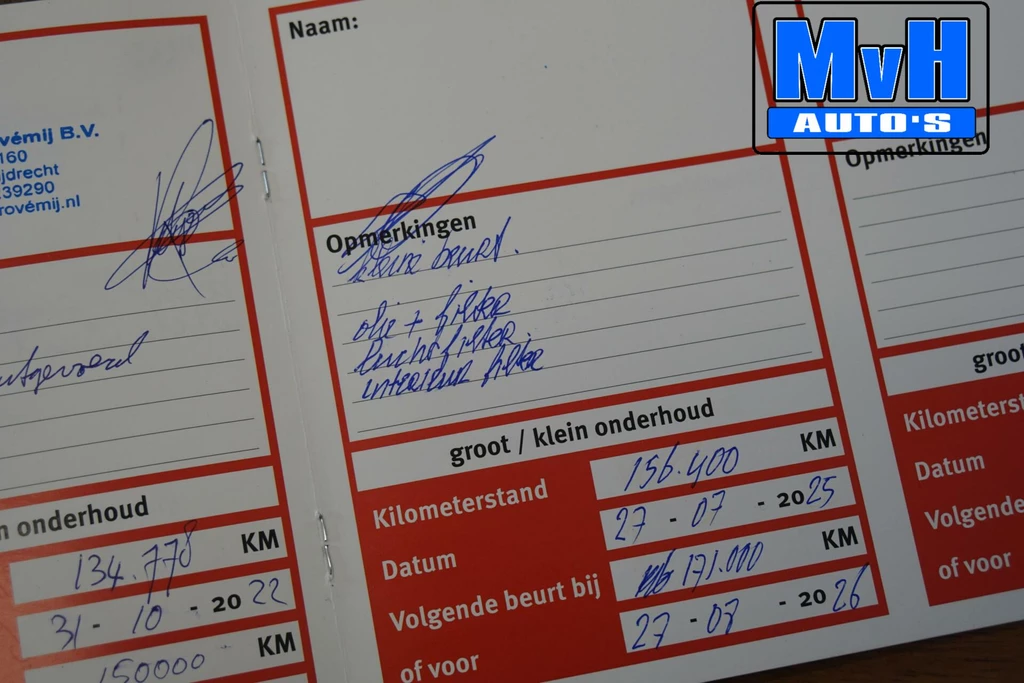 MvH
AUTO'S
vémij B.V.
160
jdrecht
39290
rovémij.nl
utgevoerd
n onderhoud
134.778 KM
31 - 10 - 2022
150000 KM
Naam:
Opmerkingen
kleine beurt.
olie + filter
luchtfilter.
interieur filter
groot / klein onderhoud
Kilometerstand 156.400 KM
Datum 27 - 07 - 2025
Volgende beurt bij 171.000 KM
of voor 27 - 07 - 2026
Opmerkingen
groot
Kilometerst
Datum
Volgende
of voor